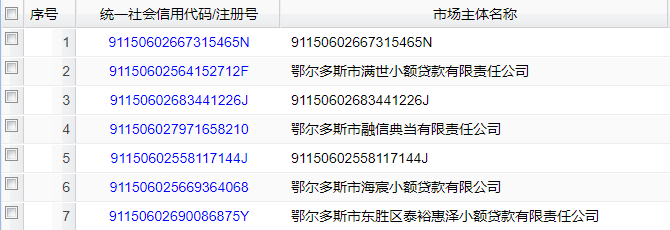 序号 统一社会信用代码/注册号 市场主体名称
1 91150602667315465N 91150602667315465N
2 91150602564152712F 鄂尔多斯市满世小额贷款有限责任公司
3 91150602683441226J 91150602683441226J
4 911506027971658210 鄂尔多斯市融信典当有限责任公司
5 91150602558117144J 91150602558117144J
6 911506025669364068 鄂尔多斯市海宸小额贷款有限公司
7 91150602690086875Y 鄂尔多斯市东胜区泰裕惠泽小额贷款有限责任公司